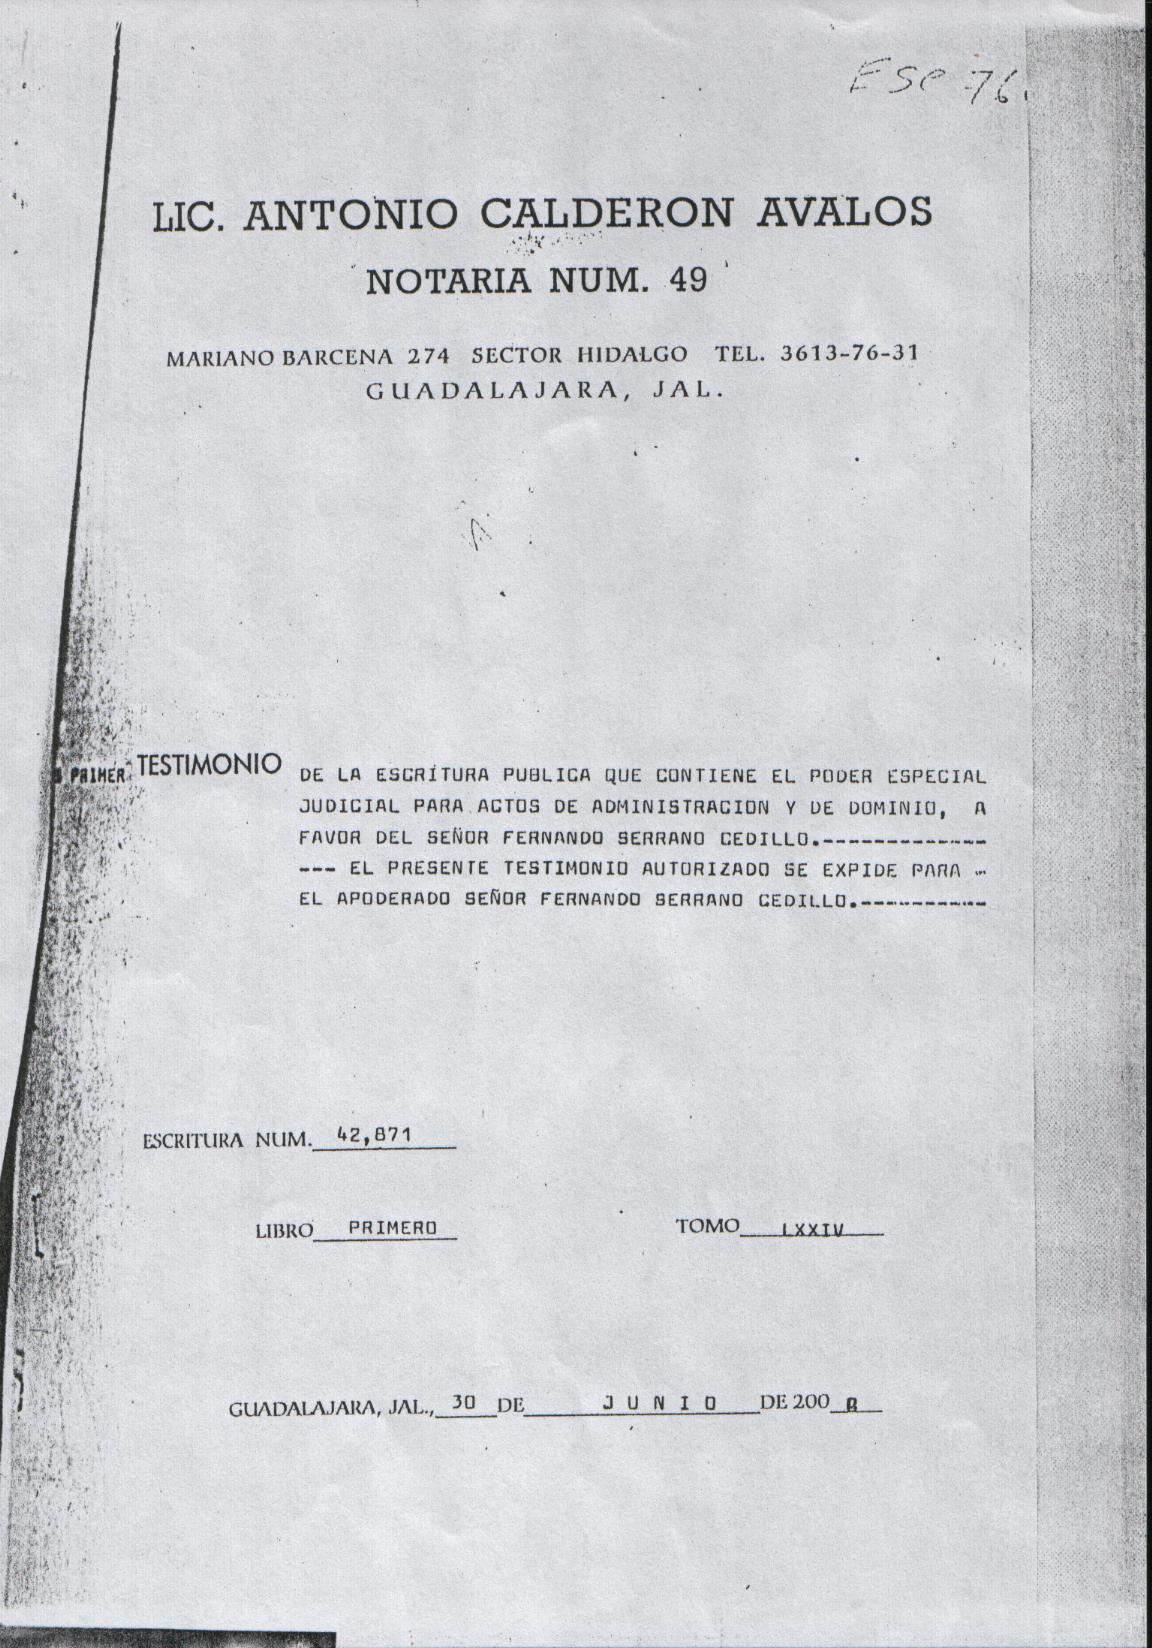 Esc 76.
LIC. ANTONIO CALDERON AVALOS
NOTARIA NUM. 49
MARIANO BARCENA 274 SECTOR HIDALGO TEL. 3613-76-31
GUADALAJARA, JAL.
PRIMER TESTIMONIO DE LA ESCRITURA PUBLICA QUE CONTIENE EL PODER ESPECIAL
JUDICIAL PARA ACTOS DE ADMINISTRACION Y DE DOMINIO, A
FAVOR DEL SEÑOR FERNANDO SERRANO CEDILLO.--------------
--- EL PRESENTE TESTIMONIO AUTORIZADO SE EXPIDE PARA -
EL APODERADO SEÑOR FERNANDO SERRANO CEDILLO.-----------
ESCRITURA NUM. 42,871
LIBRO PRIMERO TOMO LXXIV
GUADALAJARA, JAL., 30 DE JUNIO DE 200